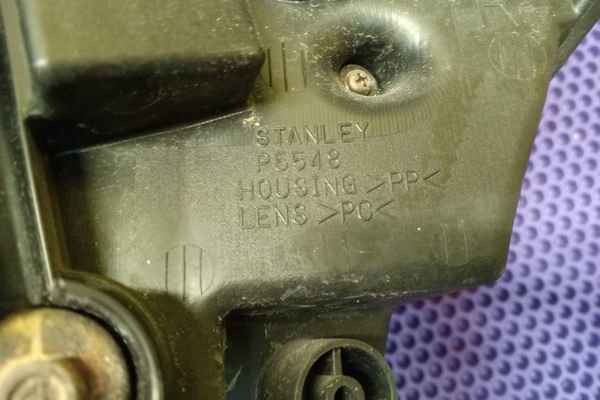 R
STANLEY
P5548
HOUSING >PP<
LENS >PC<